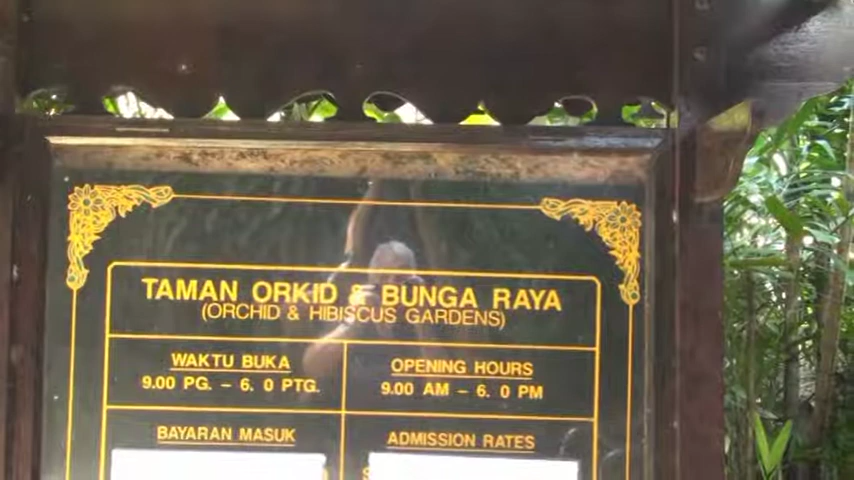 TAMAN ORKID & BUNGA RAYA
(ORCHID & HIBISCUS GARDENS)
WAKTU BUKA
9.00 PG. – 6. 0 PTG.
OPENING HOURS
9.00 AM – 6. 0 PM
BAYARAN MASUK
ADMISSION RATES